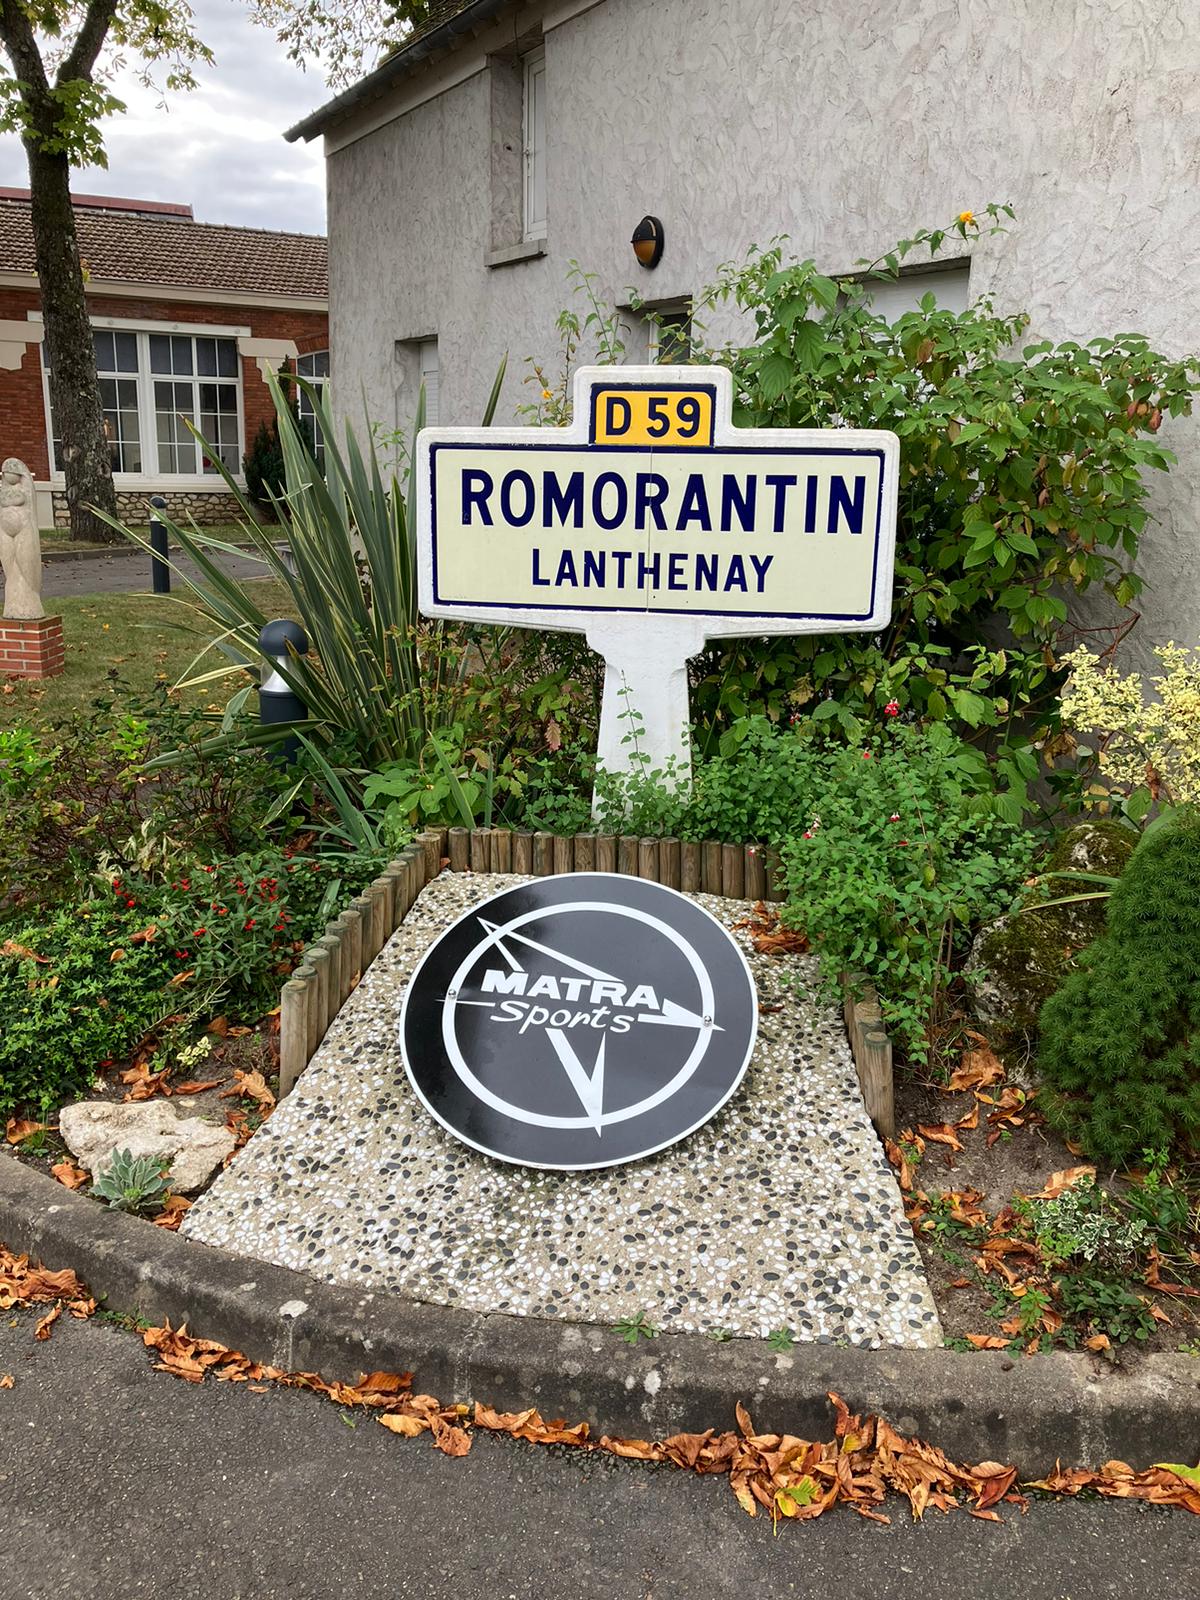 D 59
ROMORANTIN
LANTHENAY
MATRA
Sports